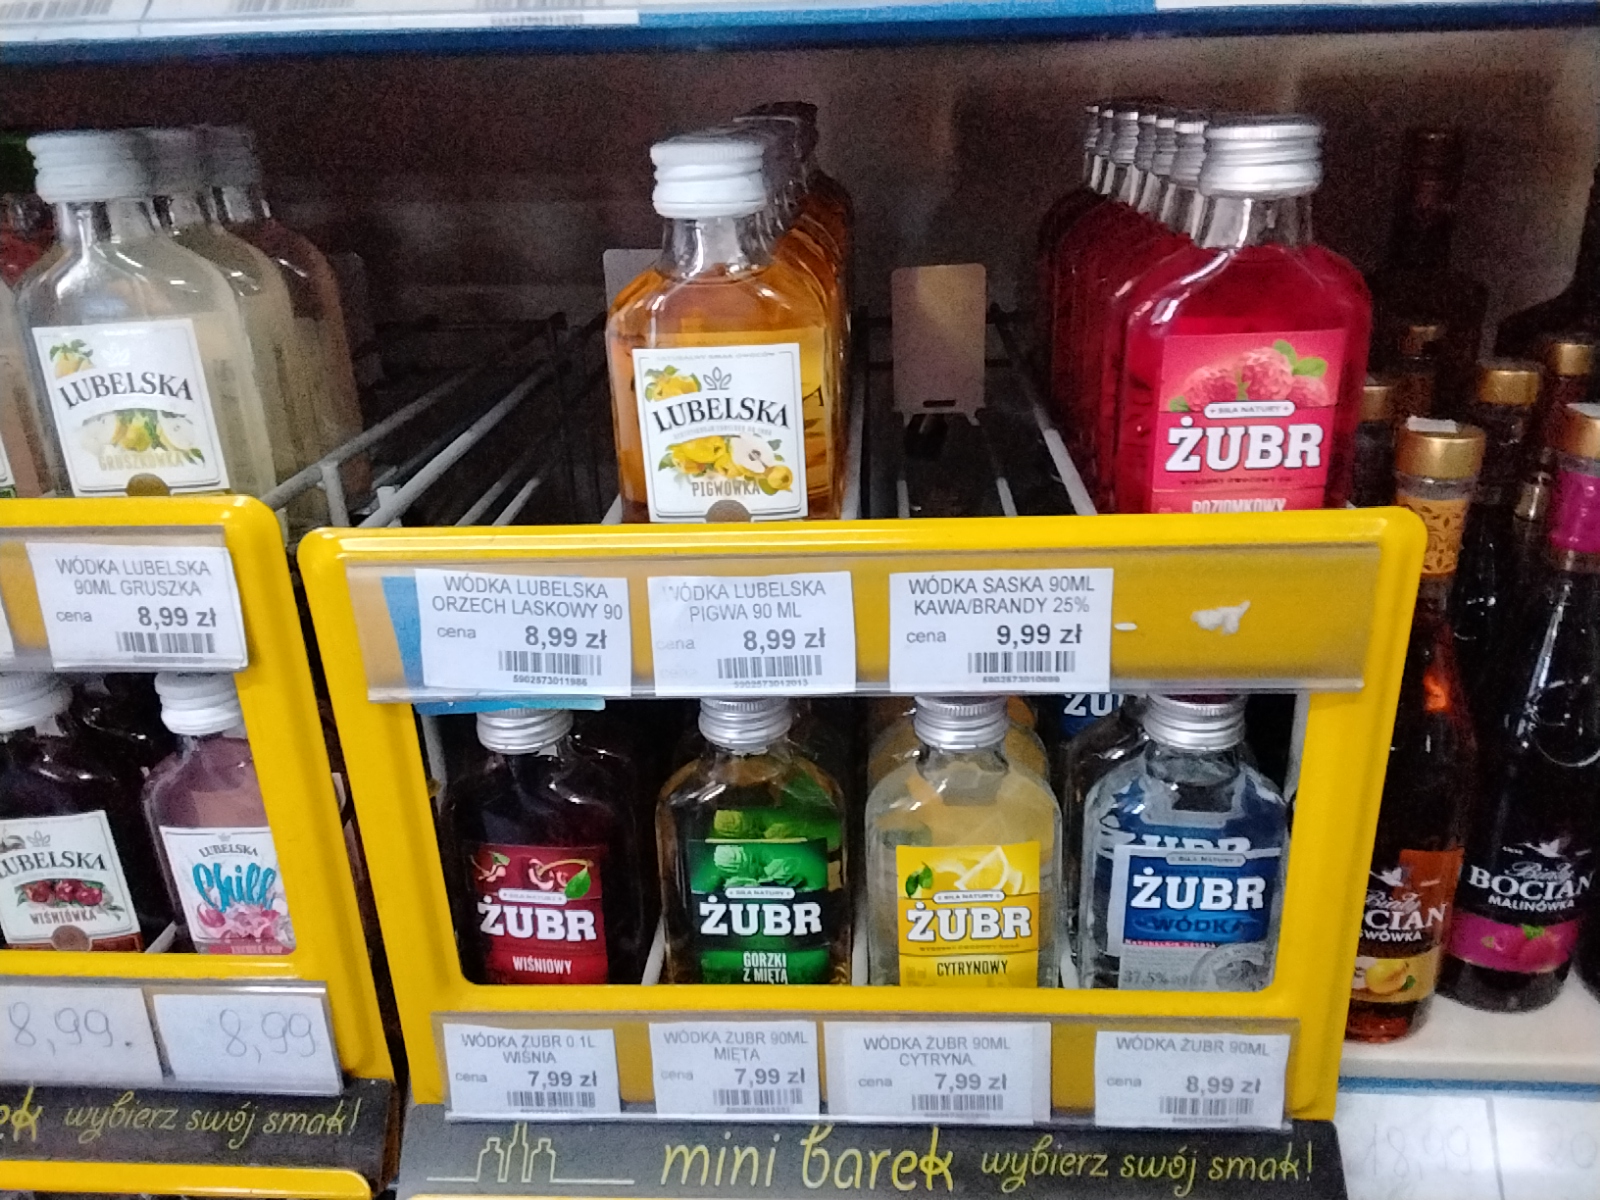 LUBELSKA
GRUSZKÓWKA
LUBELSKA
PIGWÓWKA
SIŁA NATURY
ŻUBR
POZIOMKOWY
WÓDKA LUBELSKA
90ML GRUSZKA
cena 8,99 zł
WÓDKA LUBELSKA
ORZECH LASKOWY 90
cena 8,99 zł
5902573011986
WÓDKA LUBELSKA
PIGWA 90 ML
cena 8,99 zł
5902573012013
WÓDKA SASKA 90ML
KAWA/BRANDY 25%
cena 9,99 zł
LUBELSKA
WIŚNIÓWKA
LUBELSKA
Chilli
SIŁA NATURY
ŻUBR
WIŚNIOWY
SIŁA NATURY
ŻUBR
GORZKI
Z MIĘTĄ
SIŁA NATURY
ŻUBR
CYTRYNOWY
SIŁA NATURY
ŻUBR
WÓDKA
37,5%
Biały
BOCIAN
MALINÓWKA
8,99.
8,99
WÓDKA ŻUBR 0.1L
WIŚNIA
cena 7,99 zł
WÓDKA ŻUBR 90ML
MIĘTA
cena 7,99 zł
WÓDKA ŻUBR 90ML
CYTRYNA
cena 7,99 zł
WÓDKA ŻUBR 90ML
cena 8,99 zł
wybierz swój smak!
mini barek wybierz swój smak!